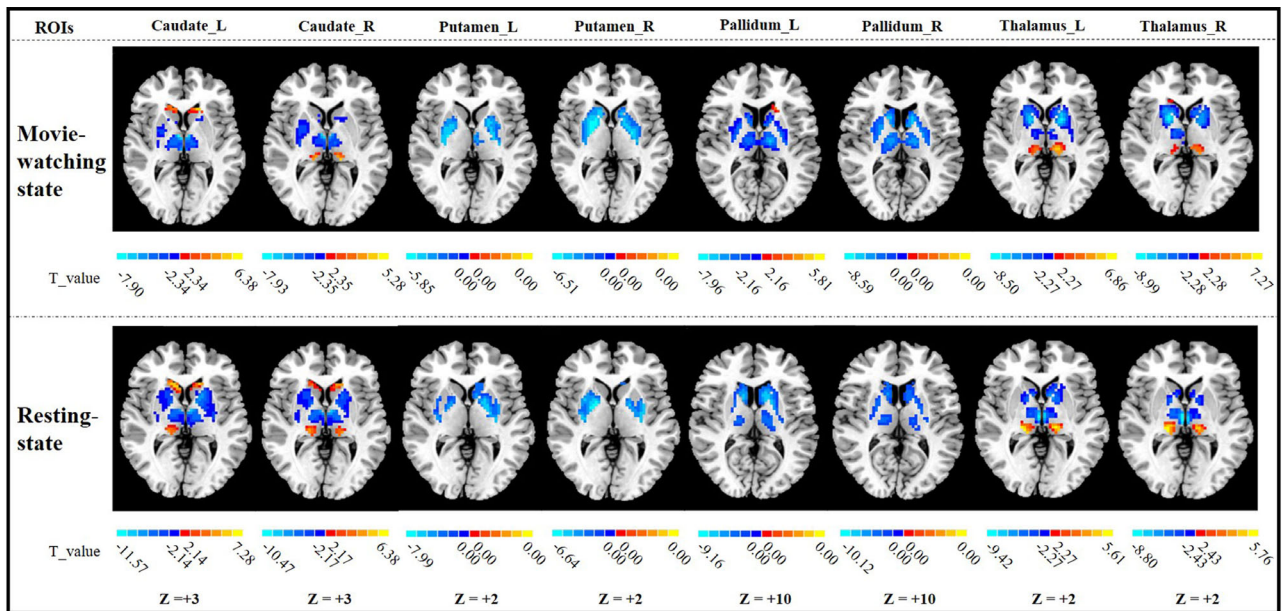 ROIs Caudate_L Caudate_R Putamen_L Putamen_R Pallidum_L Pallidum_R Thalamus_L Thalamus_R
Movie-
watching
state
T_value -7.90 -2.34 2.34 6.38 -7.93 -2.35 2.35 5.28 -5.85 0.00 0.00 0.00 -6.51 0.00 0.00 0.00 -7.96 -2.16 2.16 5.81 -8.59 0.00 0.00 0.00 -8.50 -2.27 2.27 6.86 -8.99 -2.28 2.28 7.27
Resting-
state
T_value -11.57 -2.14 2.14 7.28 -10.47 -2.17 2.17 6.38 -7.99 0.00 0.00 0.00 -6.64 0.00 0.00 0.00 -9.16 0.00 0.00 0.00 -10.12 0.00 0.00 0.00 -9.42 -2.27 2.27 5.61 -8.80 -2.43 2.43 5.76
Z =+3 Z =+3 Z = +2 Z = +2 Z = +10 Z = +10 Z = +2 Z = +2